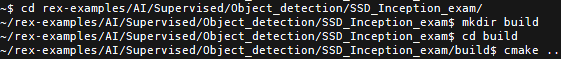 ~$ cd rex-examples/AI/Supervised/Object_detection/SSD_Inception_exam/
~/rex-examples/AI/Supervised/Object_detection/SSD_Inception_exam$ mkdir build
~/rex-examples/AI/Supervised/Object_detection/SSD_Inception_exam$ cd build
~/rex-examples/AI/Supervised/Object_detection/SSD_Inception_exam/build$ cmake ..